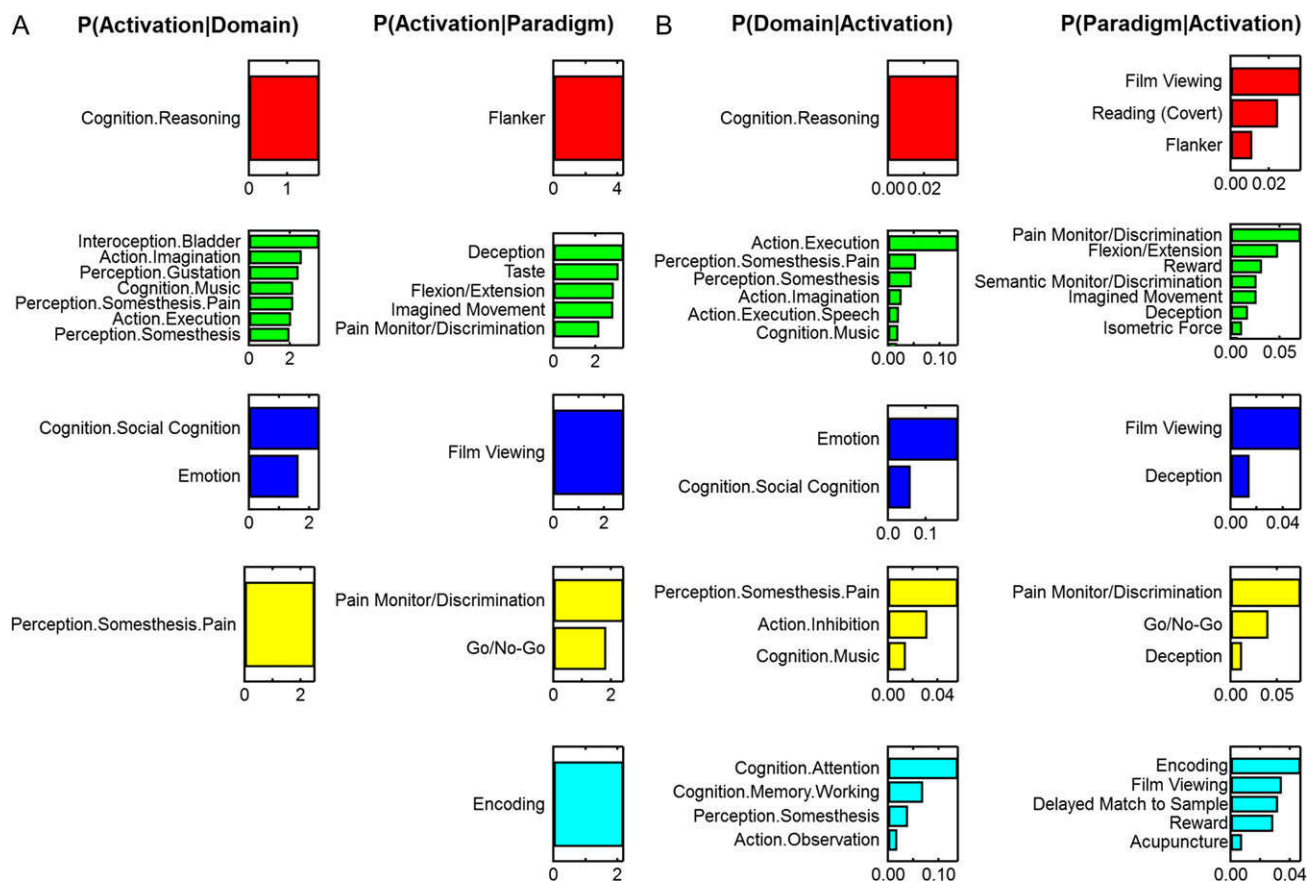 A P(Activation|Domain) P(Activation|Paradigm) B P(Domain|Activation) P(Paradigm|Activation)
Cognition.Reasoning
0 1
Flanker
0 4
Cognition.Reasoning
0.00 0.02
Film Viewing
Reading (Covert)
Flanker
0.00 0.02
Interoception.Bladder
Action.Imagination
Perception.Gustation
Cognition.Music
Perception.Somesthesis.Pain
Action.Execution
Perception.Somesthesis
0 2
Deception
Taste
Flexion/Extension
Imagined Movement
Pain Monitor/Discrimination
0 2
Action.Execution
Perception.Somesthesis.Pain
Perception.Somesthesis
Action.Imagination
Action.Execution.Speech
Cognition.Music
0.00 0.10
Pain Monitor/Discrimination
Flexion/Extension
Reward
Semantic Monitor/Discrimination
Imagined Movement
Deception
Isometric Force
0.00 0.05
Cognition.Social Cognition
Emotion
0 2
Film Viewing
0 2
Emotion
Cognition.Social Cognition
0.0 0.1
Film Viewing
Deception
0.00 0.04
Perception.Somesthesis.Pain
0 2
Pain Monitor/Discrimination
Go/No-Go
0 2
Perception.Somesthesis.Pain
Action.Inhibition
Cognition.Music
0.00 0.04
Pain Monitor/Discrimination
Go/No-Go
Deception
0.00 0.05
Encoding
0 2
Cognition.Attention
Cognition.Memory.Working
Perception.Somesthesis
Action.Observation
0.00 0.10
Encoding
Film Viewing
Delayed Match to Sample
Reward
Acupuncture
0.00 0.04